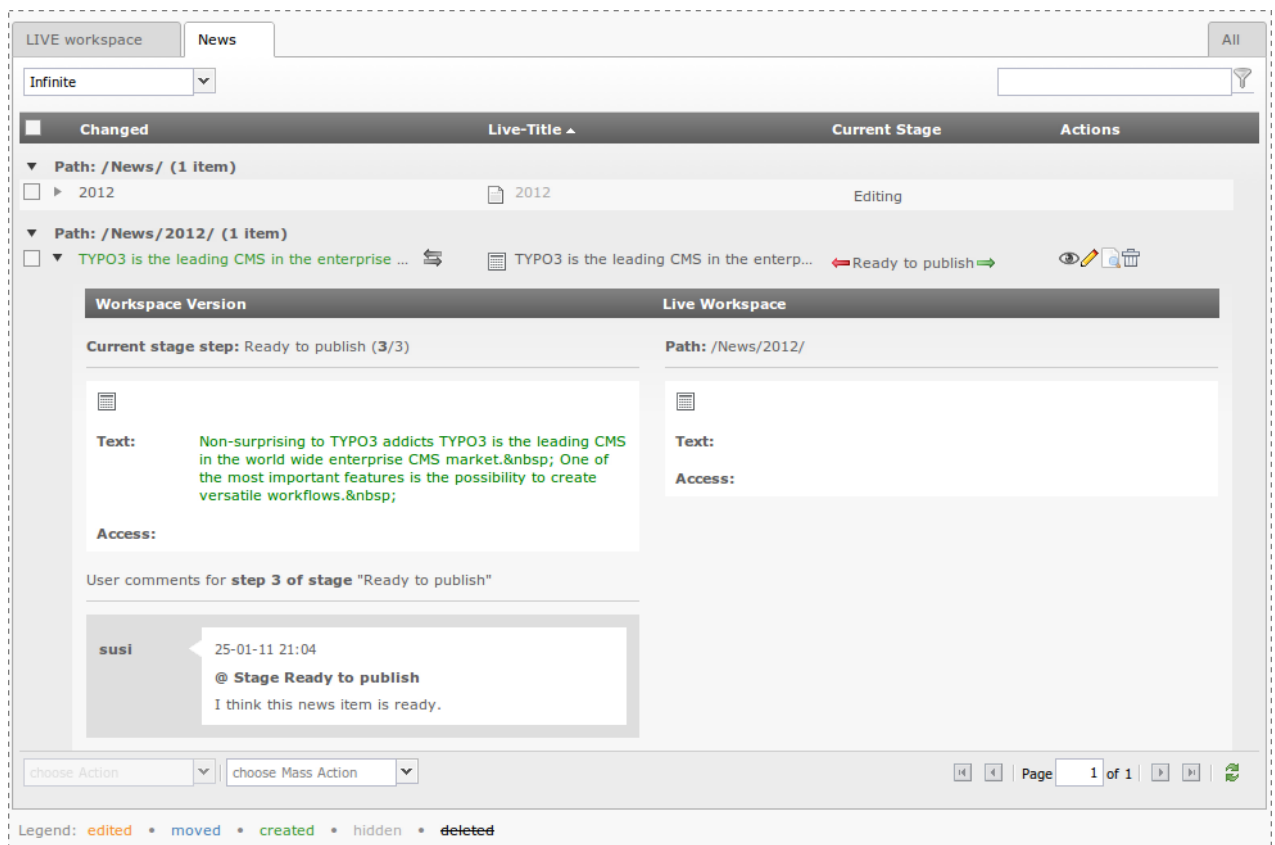 LIVE workspace News All
Infinite
Changed Live-Title Current Stage Actions
Path: /News/ (1 item)
2012 2012 Editing
Path: /News/2012/ (1 item)
TYPO3 is the leading CMS in the enterprise ... TYPO3 is the leading CMS in the enterp... Ready to publish
Workspace Version Live Workspace
Current stage step: Ready to publish (3/3) Path: /News/2012/
Text: Non-surprising to TYPO3 addicts TYPO3 is the leading CMS Text:
in the world wide enterprise CMS market.&nbsp; One of
the most important features is the possibility to create Access:
versatile workflows.&nbsp;
Access:
User comments for step 3 of stage "Ready to publish"
susi 25-01-11 21:04
@ Stage Ready to publish
I think this news item is ready.
choose Action choose Mass Action Page 1 of 1
Legend: edited • moved • created • hidden • deleted